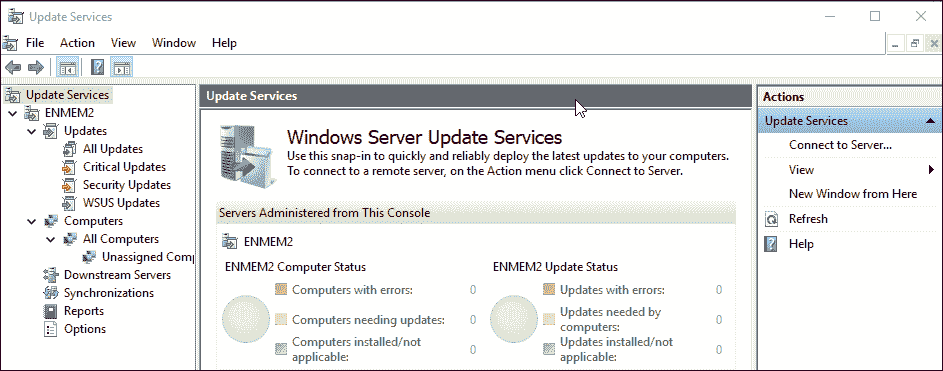 Update Services
File Action View Window Help
Update Services
ENMEM2
Updates
All Updates
Critical Updates
Security Updates
WSUS Updates
Computers
All Computers
Unassigned Comp
Downstream Servers
Synchronizations
Reports
Options
Update Services
Windows Server Update Services
Use this snap-in to quickly and reliably deploy the latest updates to your computers.
To connect to a remote server, on the Action menu click Connect to Server.
Servers Administered from This Console
ENMEM2
ENMEM2 Computer Status
Computers with errors: 0
Computers needing updates: 0
Computers installed/not
applicable: 0
ENMEM2 Update Status
Updates with errors: 0
Updates needed by
computers: 0
Updates installed/not
applicable: 0
Actions
Update Services
Connect to Server...
View
New Window from Here
Refresh
Help